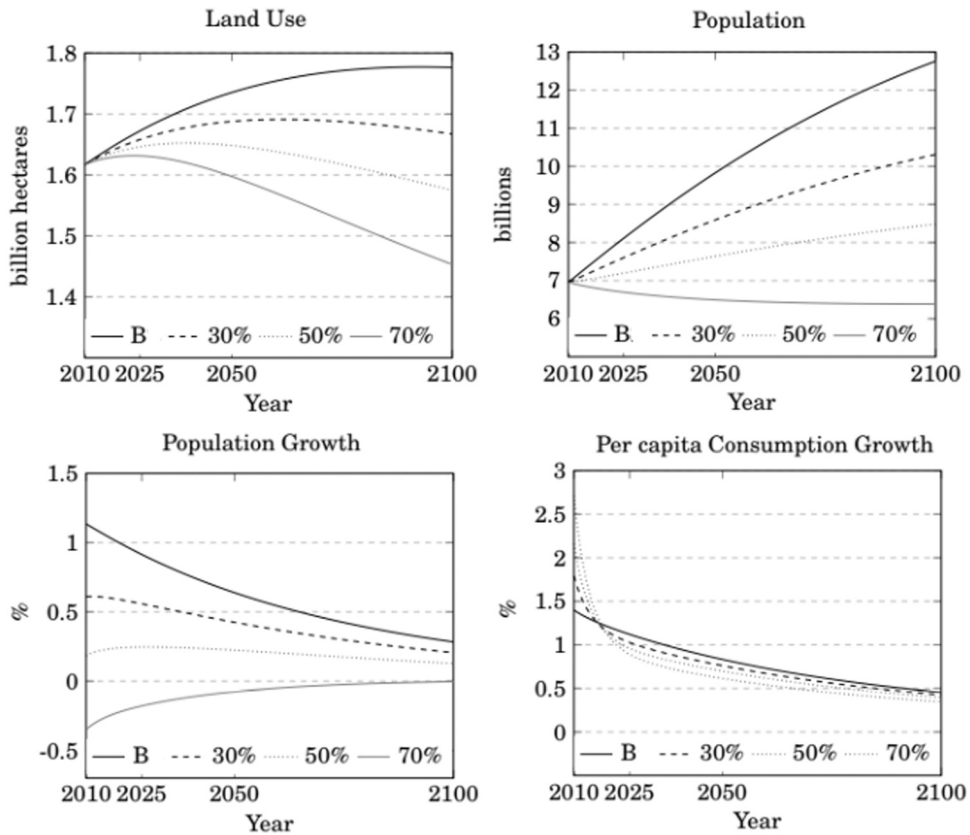 Land Use
1.8
1.7
1.6
1.5
1.4
billion hectares
B 30% 50% 70%
2010 2025 2050 2100
Year
Population
13
12
11
10
9
8
7
6
billions
B 30% 50% 70%
2010 2025 2050 2100
Year
Population Growth
1.5
1
0.5
0
-0.5
%
B 30% 50% 70%
2010 2025 2050 2100
Year
Per capita Consumption Growth
3
2.5
2
1.5
1
0.5
0
%
B 30% 50% 70%
2010 2025 2050 2100
Year